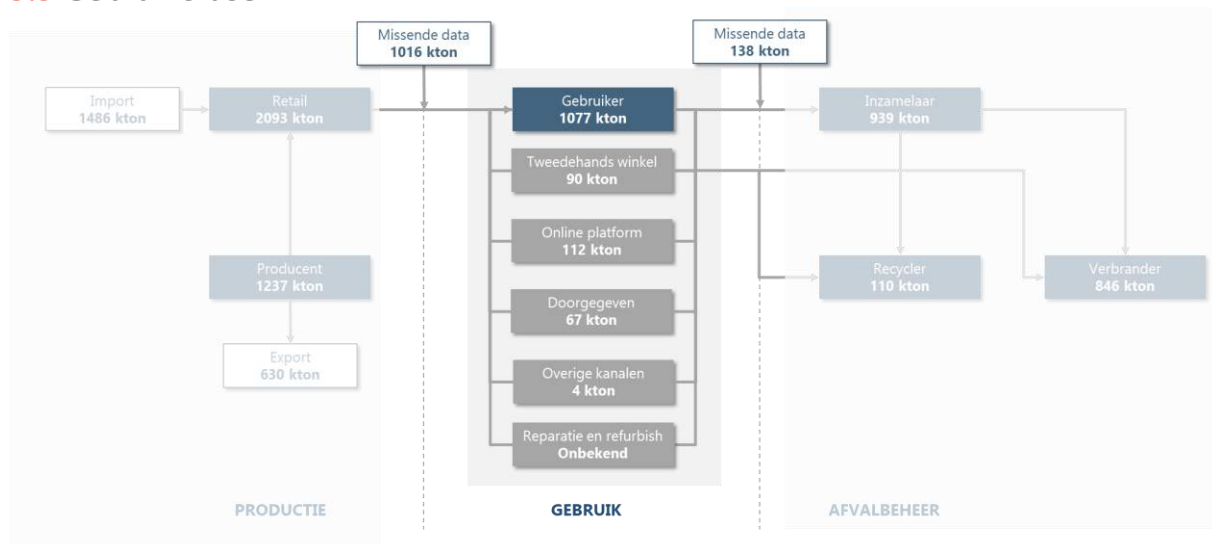 Missende data
1016 kton
Missende data
138 kton
Import
1486 kton
Retail
2093 kton
Gebruiker
1077 kton
Inzamelaar
939 kton
Tweedehands winkel
90 kton
Online platform
112 kton
Producent
1237 kton
Doorgegeven
67 kton
Recycler
110 kton
Verbrander
846 kton
Export
630 kton
Overige kanalen
4 kton
Reparatie en refurbish
Onbekend
PRODUCTIE
GEBRUIK
AFVALBEHEER